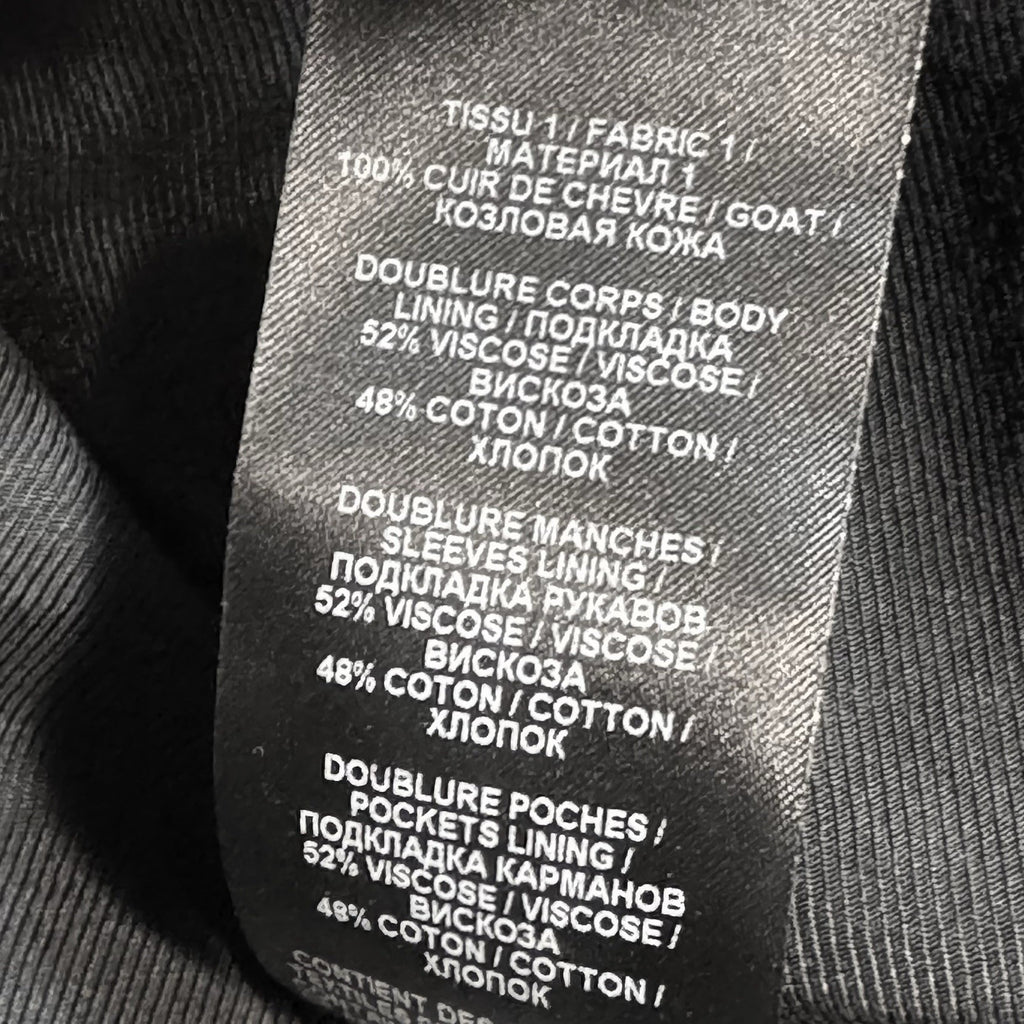 TISSU 1 / FABRIC 1 /
МАТЕРИАЛ 1
100% CUIR DE CHEVRE / GOAT /
КОЗЛОВАЯ КОЖА
DOUBLURE CORPS / BODY
LINING / ПОДКЛАДКА
52% VISCOSE / VISCOSE /
ВИСКОЗА
48% COTON / COTTON /
ХЛОПОК
DOUBLURE MANCHES /
SLEEVES LINING /
ПОДКЛАДКА РУКАВОВ
52% VISCOSE / VISCOSE /
ВИСКОЗА
48% COTON / COTTON /
ХЛОПОК
DOUBLURE POCHES /
POCKETS LINING /
ПОДКЛАДКА КАРМАНОВ
52% VISCOSE / VISCOSE /
ВИСКОЗА
48% COTON / COTTON /
ХЛОПОК
CONTIENT DES